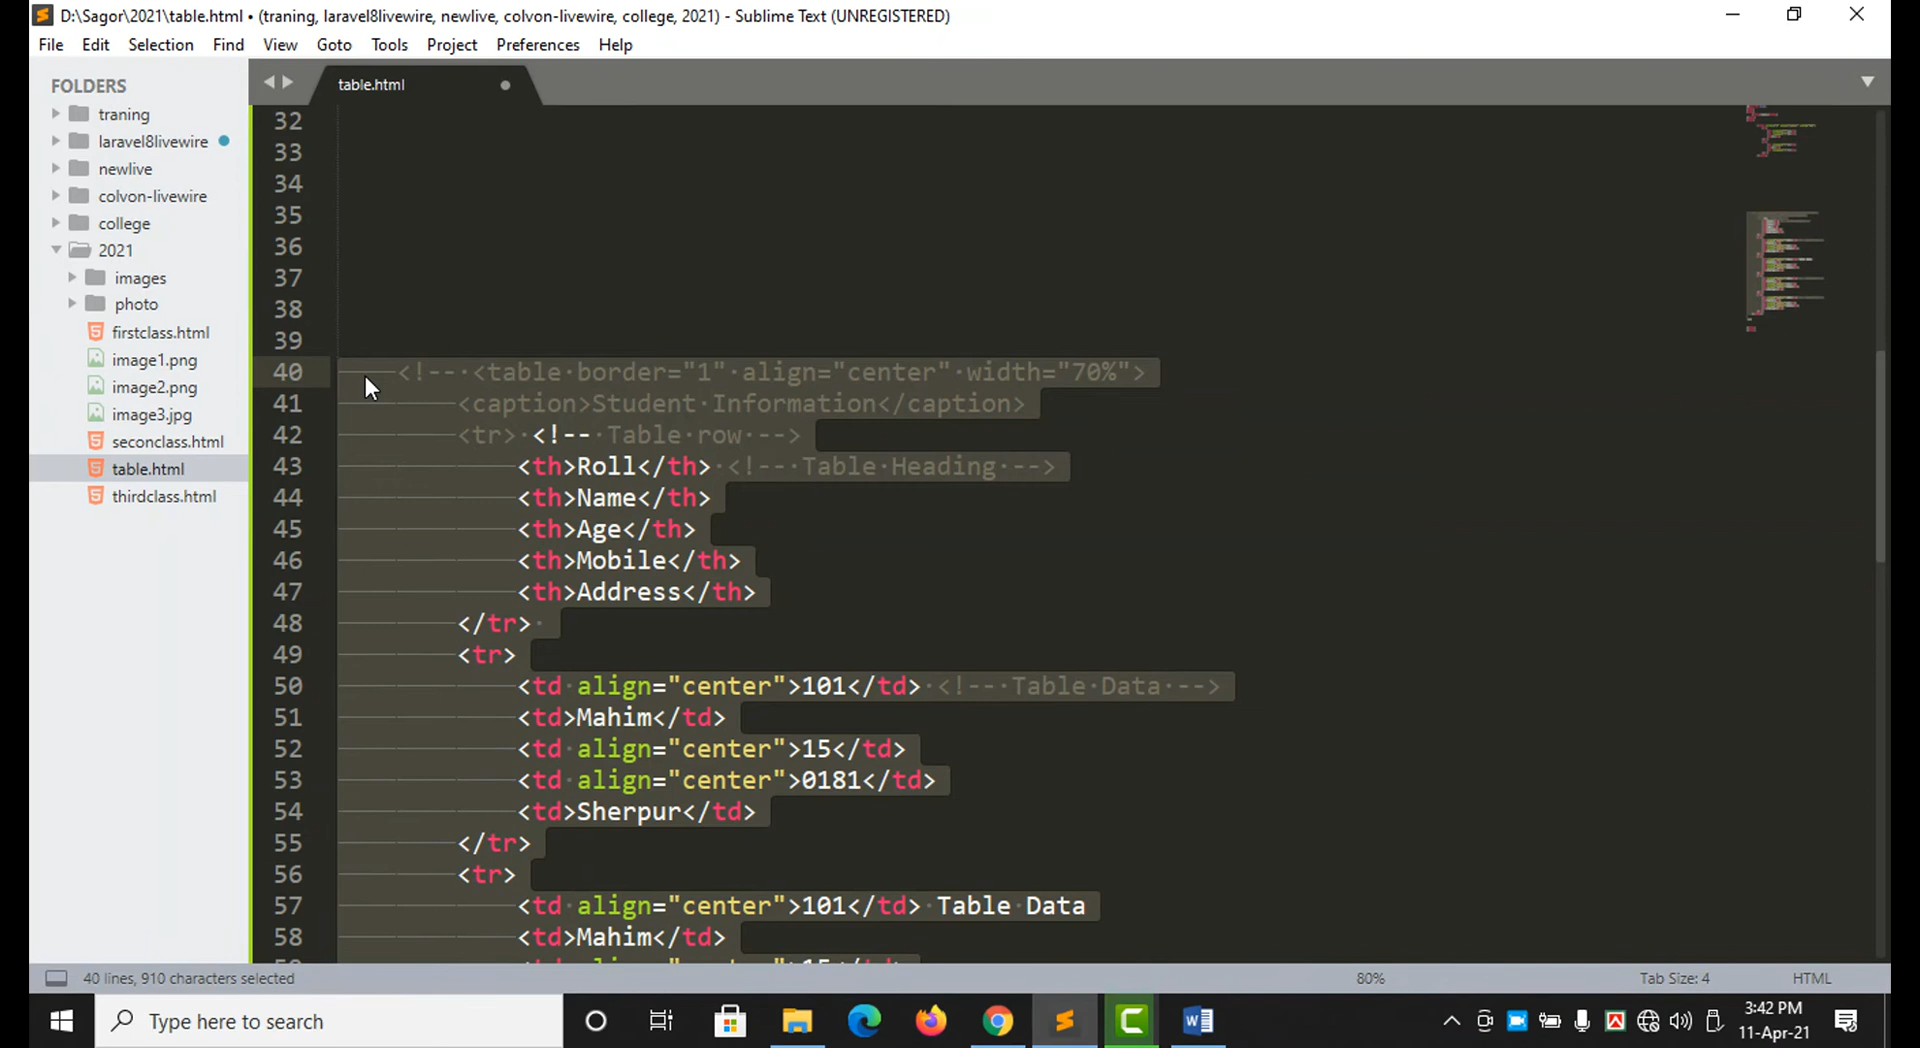 D:\Sagor\2021\table.html • (traning, laravel8livewire, newlive, colvon-livewire, college, 2021) - Sublime Text (UNREGISTERED)
File Edit Selection Find View Goto Tools Project Preferences Help
FOLDERS
traning
laravel8livewire
newlive
colvon-livewire
college
2021
images
photo
firstclass.html
image1.png
image2.png
image3.jpg
seconclass.html
table.html
thirdclass.html
table.html
32
33
34
35
36
37
38
39
40 <!-- <table border="1" align="center" width="70%">
41 <caption>Student Information</caption>
42 <tr> <!-- Table row -->
43 <th>Roll</th> <!-- Table Heading -->
44 <th>Name</th>
45 <th>Age</th>
46 <th>Mobile</th>
47 <th>Address</th>
48 </tr>
49 <tr>
50 <td align="center">101</td> <!-- Table Data -->
51 <td>Mahim</td>
52 <td align="center">15</td>
53 <td align="center">0181</td>
54 <td>Sherpur</td>
55 </tr>
56 <tr>
57 <td align="center">101</td> Table Data
58 <td>Mahim</td>
40 lines, 910 characters selected 80% Tab Size: 4 HTML
Type here to search
3:42 PM
11-Apr-21